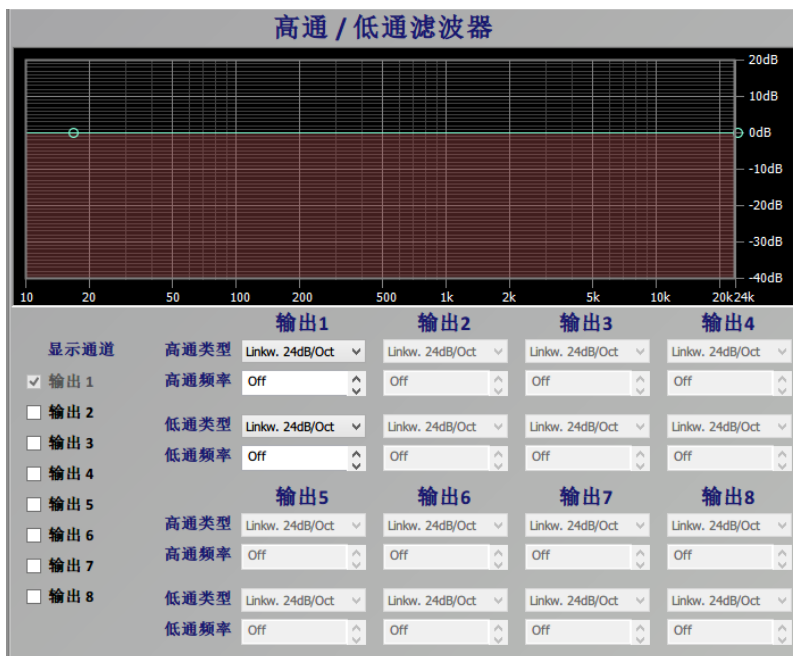 高通 / 低通滤波器
20dB
10dB
0dB
-10dB
-20dB
-30dB
-40dB
10 20 50 100 200 500 1k 2k 5k 10k 20k24k
输出1 输出2 输出3 输出4
显示通道 高通类型 Linkw. 24dB/Oct Linkw. 24dB/Oct Linkw. 24dB/Oct Linkw. 24dB/Oct
输出 1 高通频率 Off Off Off Off
输出 2 低通类型 Linkw. 24dB/Oct Linkw. 24dB/Oct Linkw. 24dB/Oct Linkw. 24dB/Oct
输出 3 低通频率 Off Off Off Off
输出 4
输出5 输出6 输出7 输出8
输出 5 高通类型 Linkw. 24dB/Oct Linkw. 24dB/Oct Linkw. 24dB/Oct Linkw. 24dB/Oct
输出 6
输出 7 高通频率 Off Off Off Off
输出 8 低通类型 Linkw. 24dB/Oct Linkw. 24dB/Oct Linkw. 24dB/Oct Linkw. 24dB/Oct
低通频率 Off Off Off Off